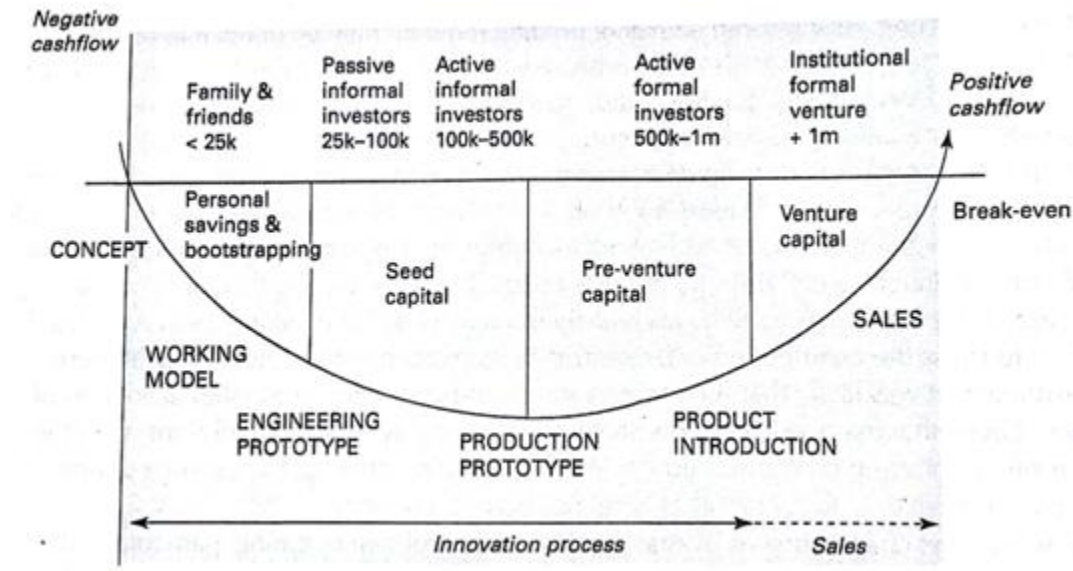 Negative
cashflow
Family &
friends
< 25k
Passive
informal
investors
25k–100k
Active
informal
investors
100k–500k
Active
formal
investors
500k–1m
Institutional
formal
venture
+ 1m
Positive
cashflow
Personal
savings &
bootstrapping
CONCEPT
Seed
capital
Pre-venture
capital
Venture
capital
Break-even
SALES
WORKING
MODEL
ENGINEERING
PROTOTYPE
PRODUCTION
PROTOTYPE
PRODUCT
INTRODUCTION
Innovation process
Sales